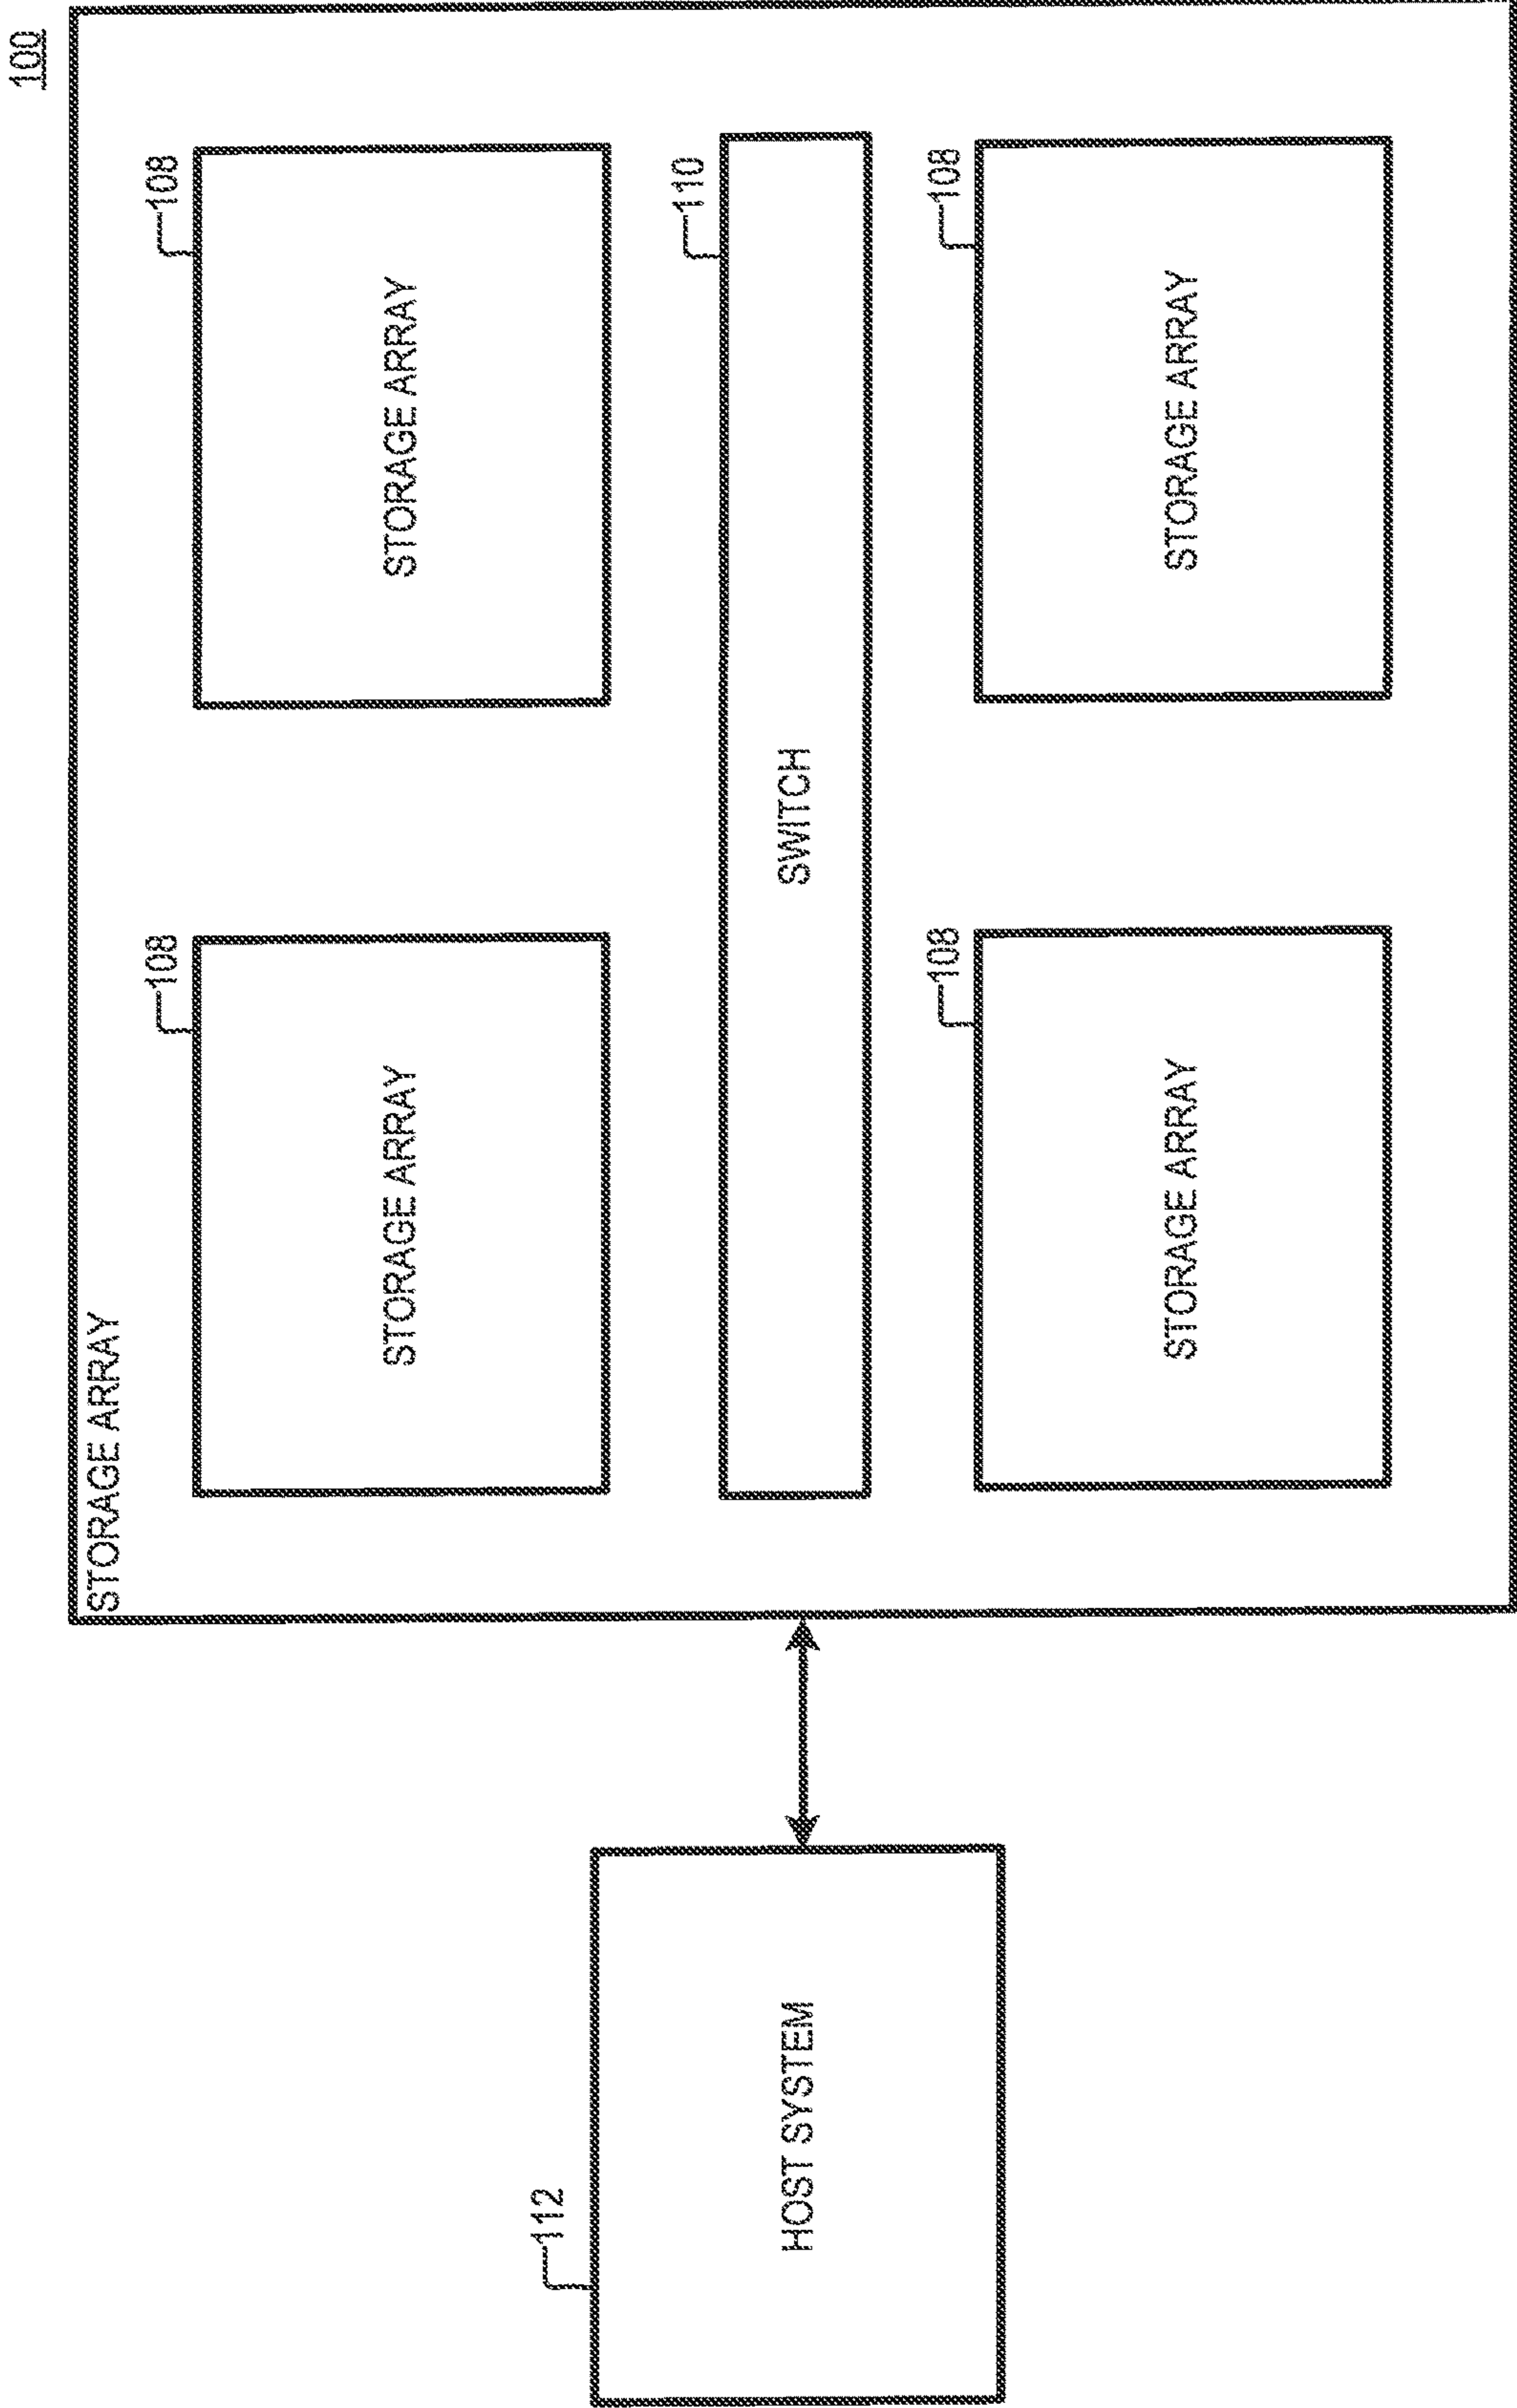 100
STORAGE ARRAY
108
108
STORAGE ARRAY
STORAGE ARRAY
112
110
HOST SYSTEM
SWITCH
108
108
STORAGE ARRAY
STORAGE ARRAY